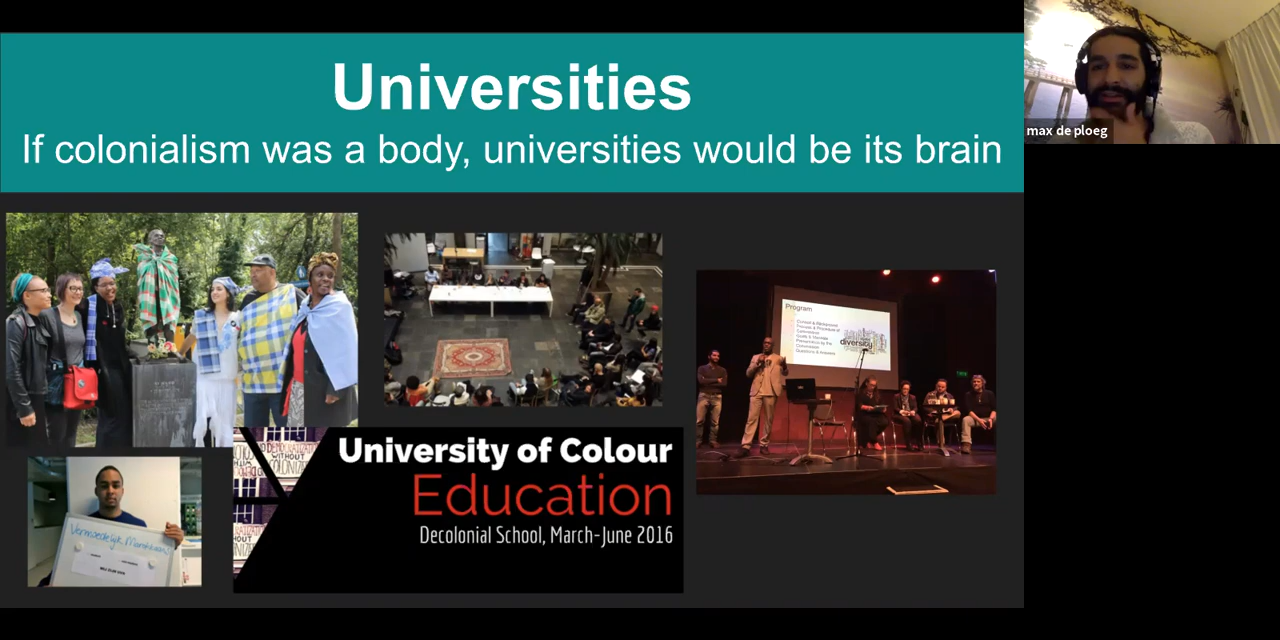 Universities
If colonialism was a body, universities would be its brain
max de ploeg
Program
diversity
University of Colour
Education
Decolonial School, March-June 2016
WITHOUT